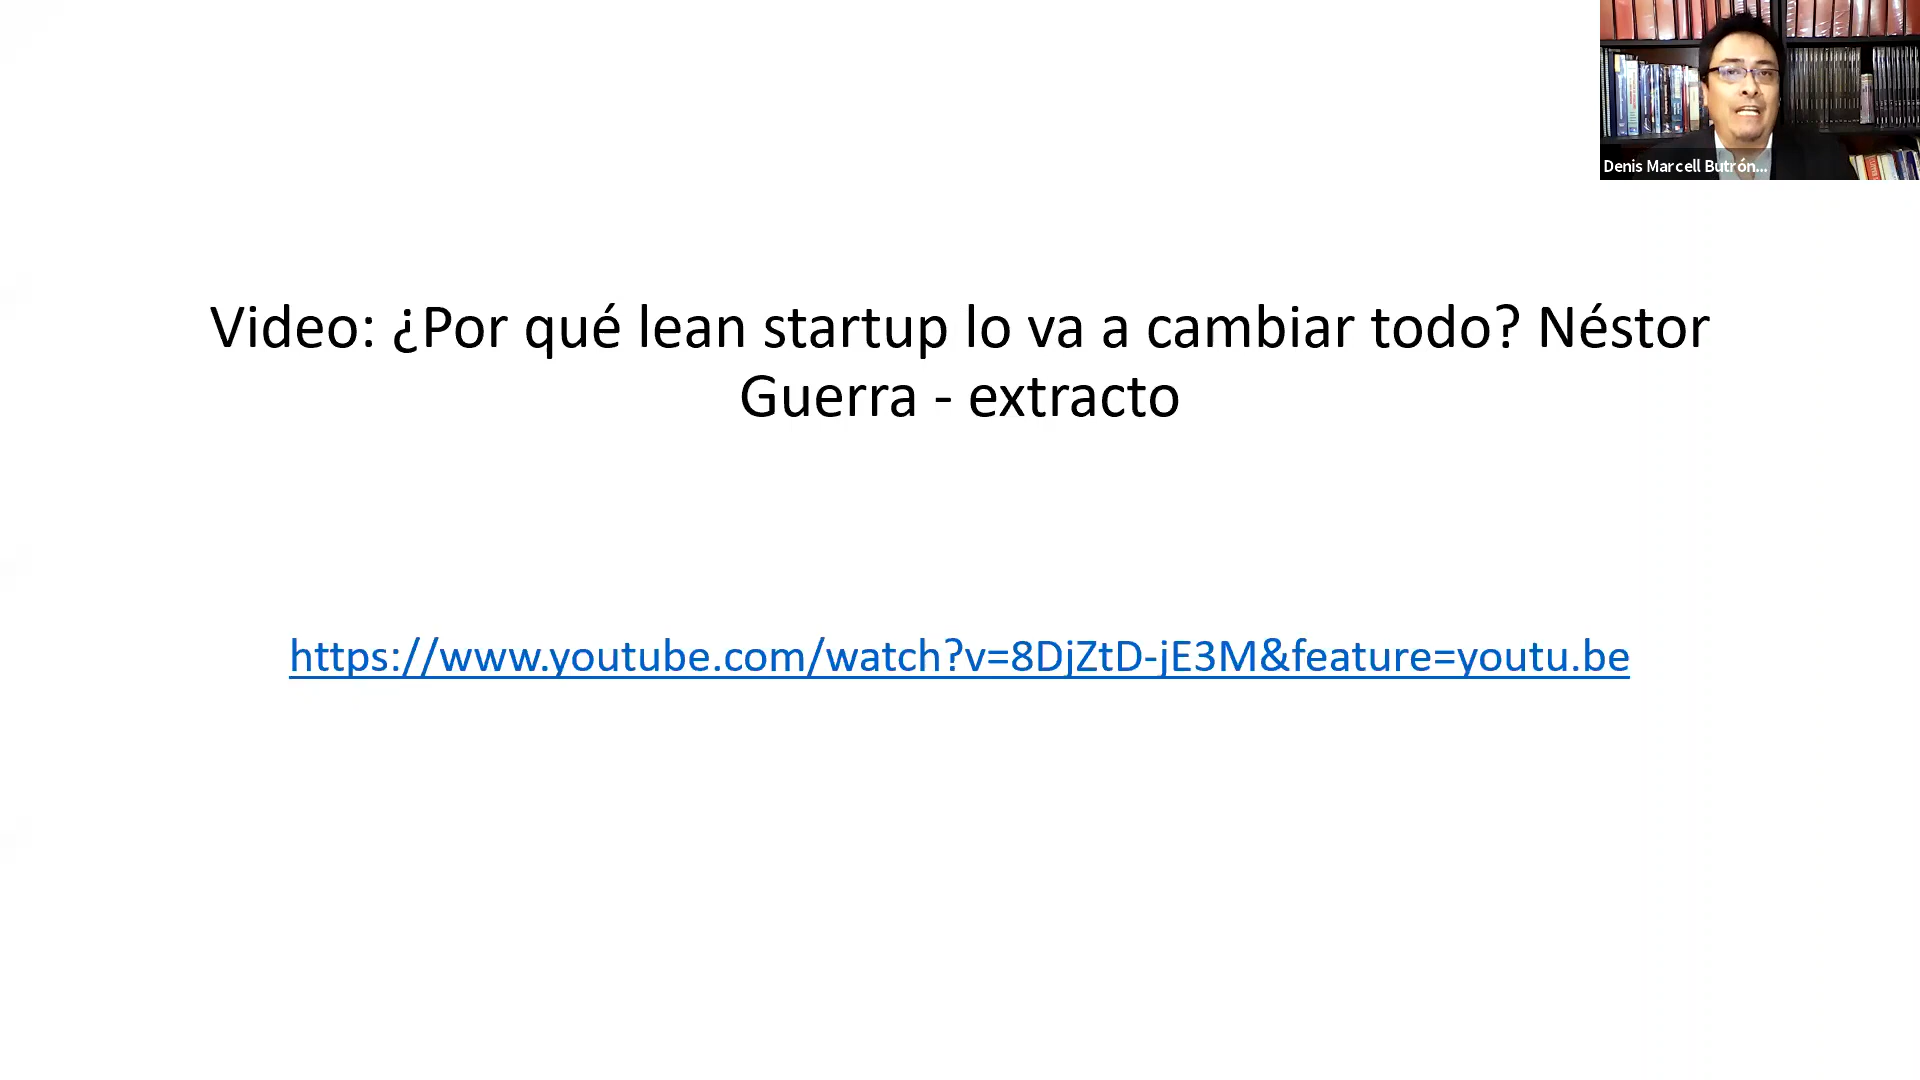 Denis Marcell Butrón...
Video: ¿Por qué lean startup lo va a cambiar todo? Néstor
Guerra - extracto
https://www.youtube.com/watch?v=8DjZtD-jE3M&feature=youtu.be